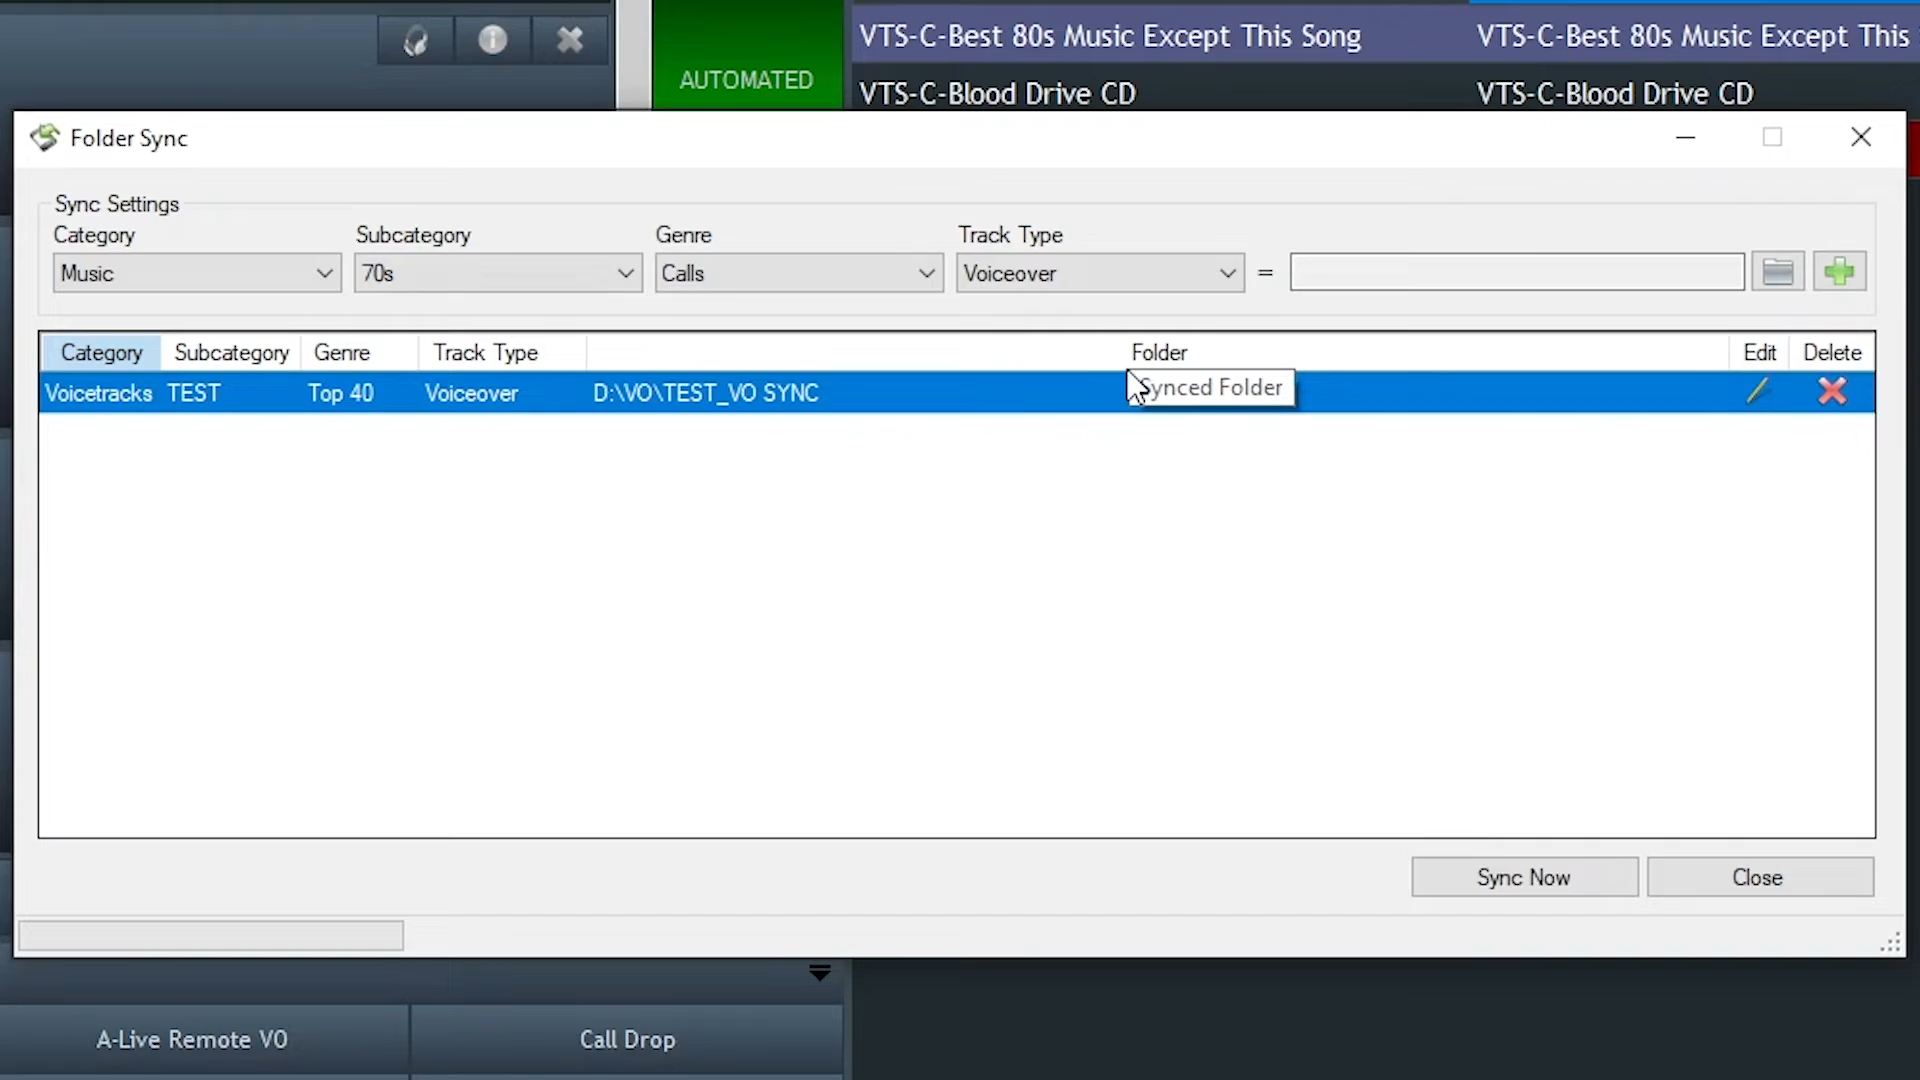 AUTOMATED
VTS-C-Best 80s Music Except This Song
VTS-C-Best 80s Music Except This
VTS-C-Blood Drive CD
VTS-C-Blood Drive CD
Folder Sync
Sync Settings
Category
Subcategory
Genre
Track Type
Music
70s
Calls
Voiceover
=
Category
Subcategory
Genre
Track Type
Folder
Edit
Delete
Voicetracks
TEST
Top 40
Voiceover
D:\VO\TEST_VO SYNC
Synced Folder
Sync Now
Close
A-Live Remote VO
Call Drop